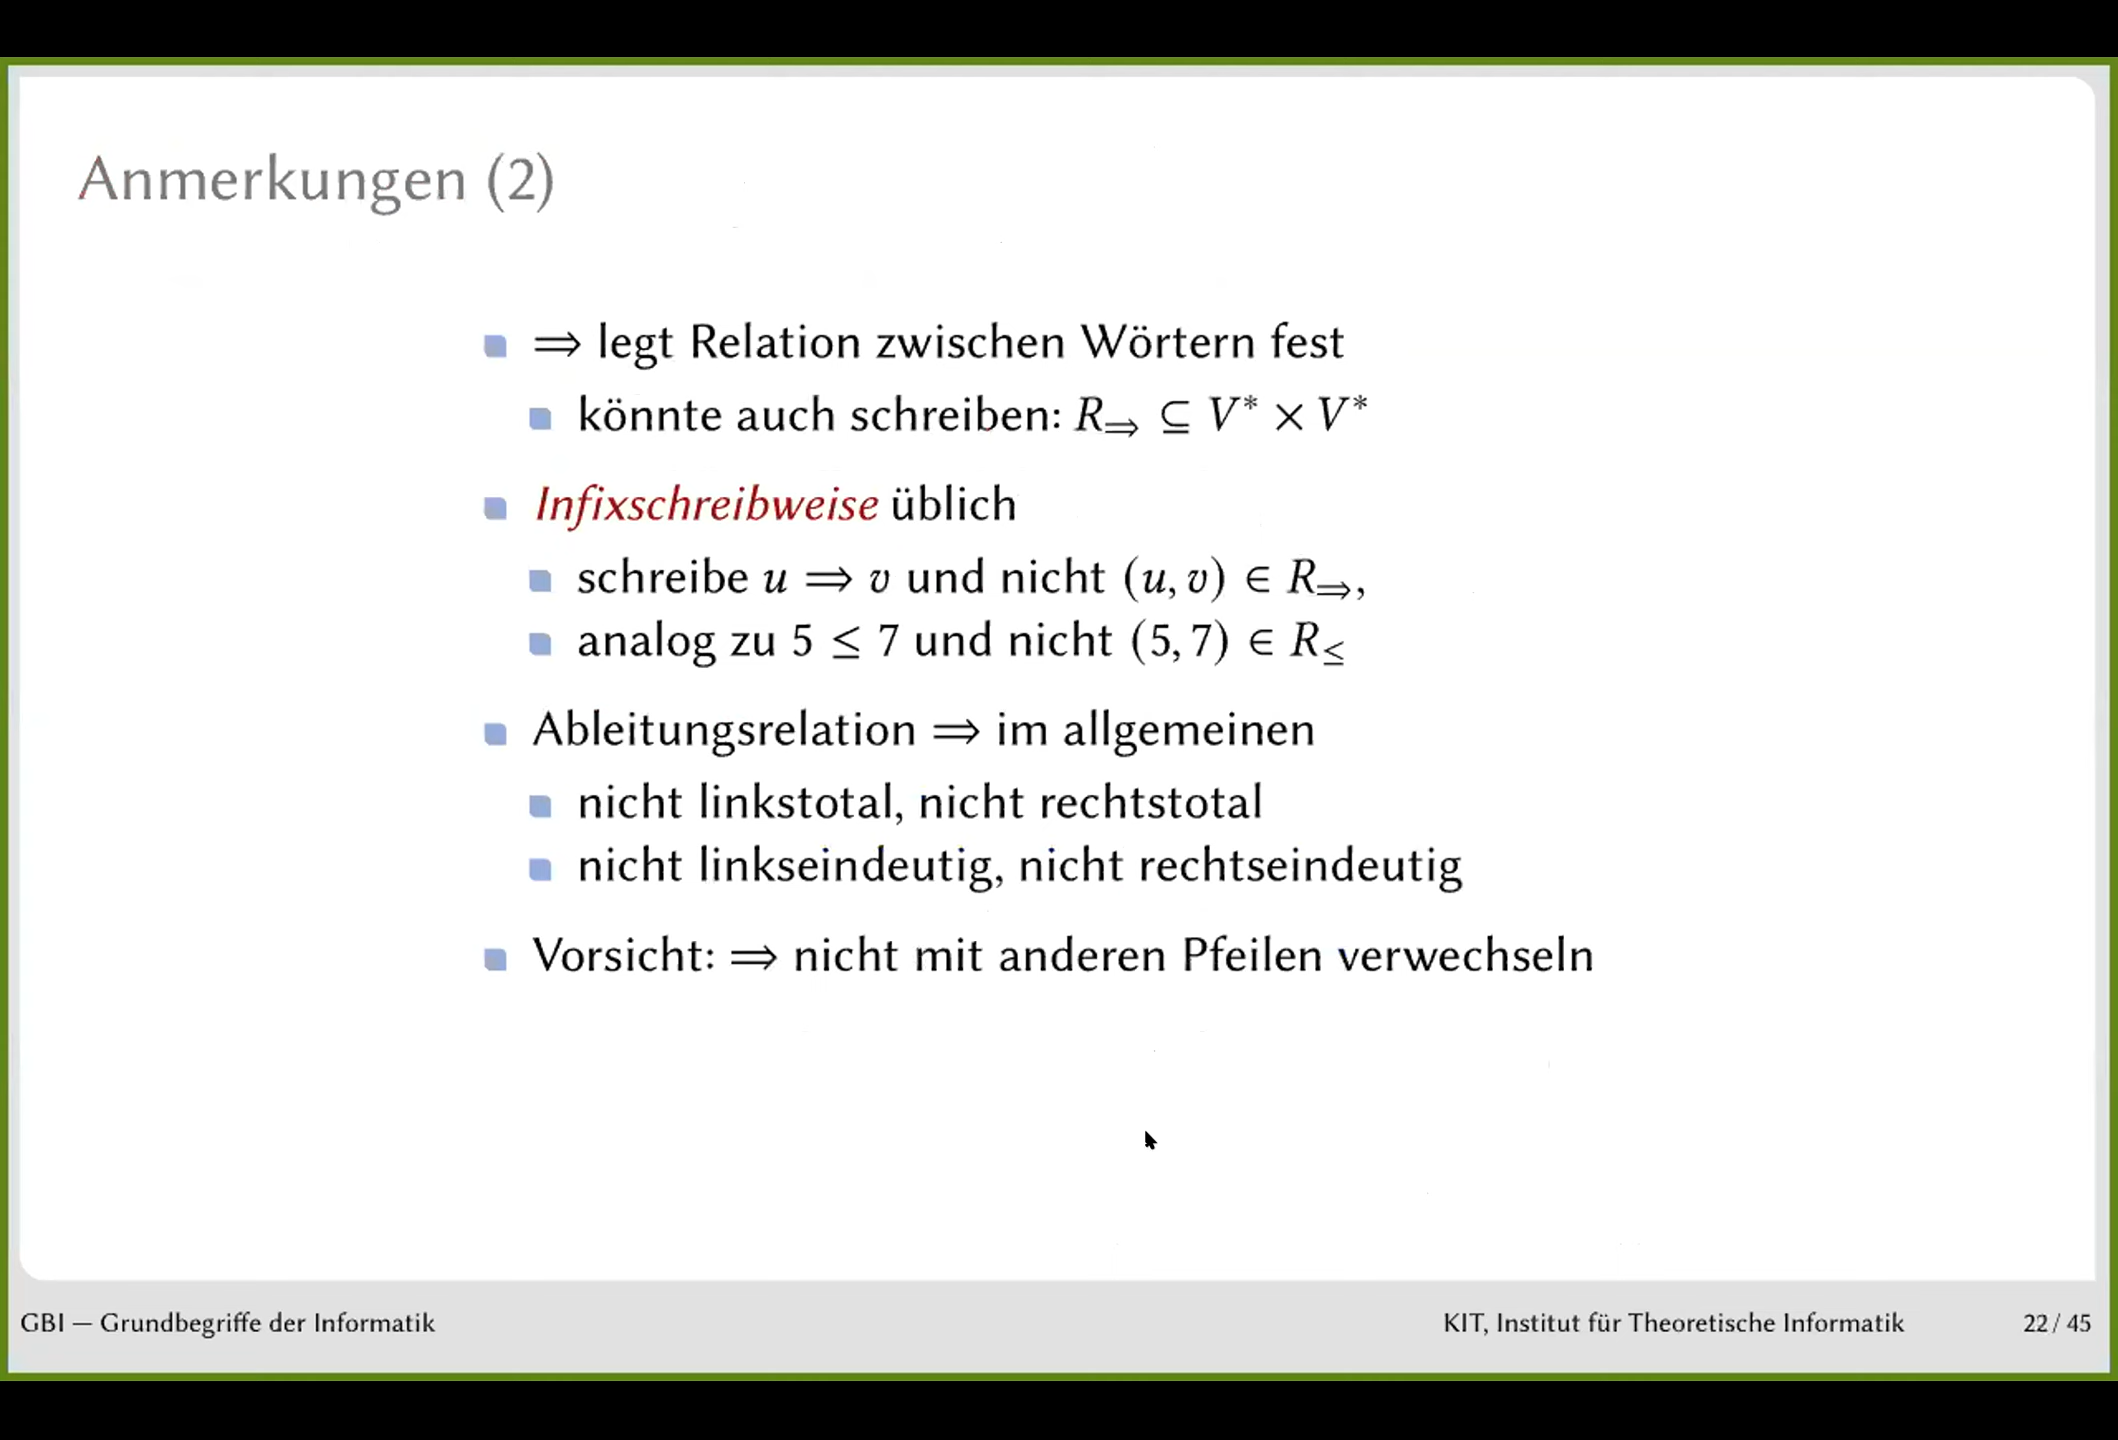 Anmerkungen (2)
⇒ legt Relation zwischen Wörtern fest
könnte auch schreiben: R⇒ ⊆ V* × V*
Infixschreibweise üblich
schreibe u ⇒ v und nicht (u, v) ∈ R⇒,
analog zu 5 ≤ 7 und nicht (5, 7) ∈ R≤
Ableitungsrelation ⇒ im allgemeinen
nicht linkstotal, nicht rechtstotal
nicht linkseindeutig, nicht rechtseindeutig
Vorsicht: ⇒ nicht mit anderen Pfeilen verwechseln
GBI — Grundbegriffe der Informatik
KIT, Institut für Theoretische Informatik
22 / 45